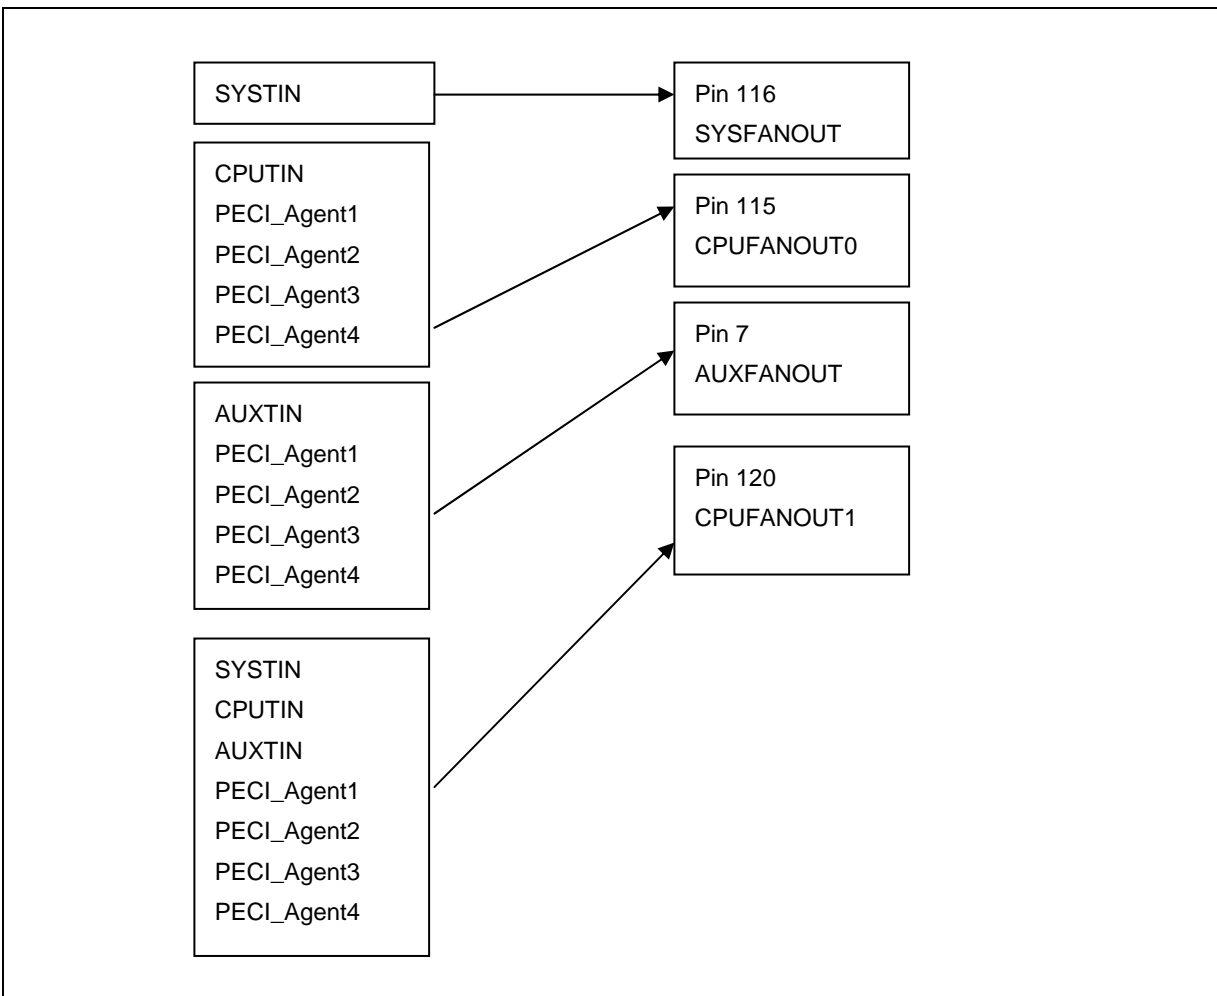 SYSTIN
Pin 116
SYSFANOUT
CPUTIN
PECI_Agent1
PECI_Agent2
PECI_Agent3
PECI_Agent4
Pin 115
CPUFANOUT0
AUXTIN
PECI_Agent1
PECI_Agent2
PECI_Agent3
PECI_Agent4
Pin 7
AUXFANOUT
SYSTIN
CPUTIN
AUXTIN
PECI_Agent1
PECI_Agent2
PECI_Agent3
PECI_Agent4
Pin 120
CPUFANOUT1